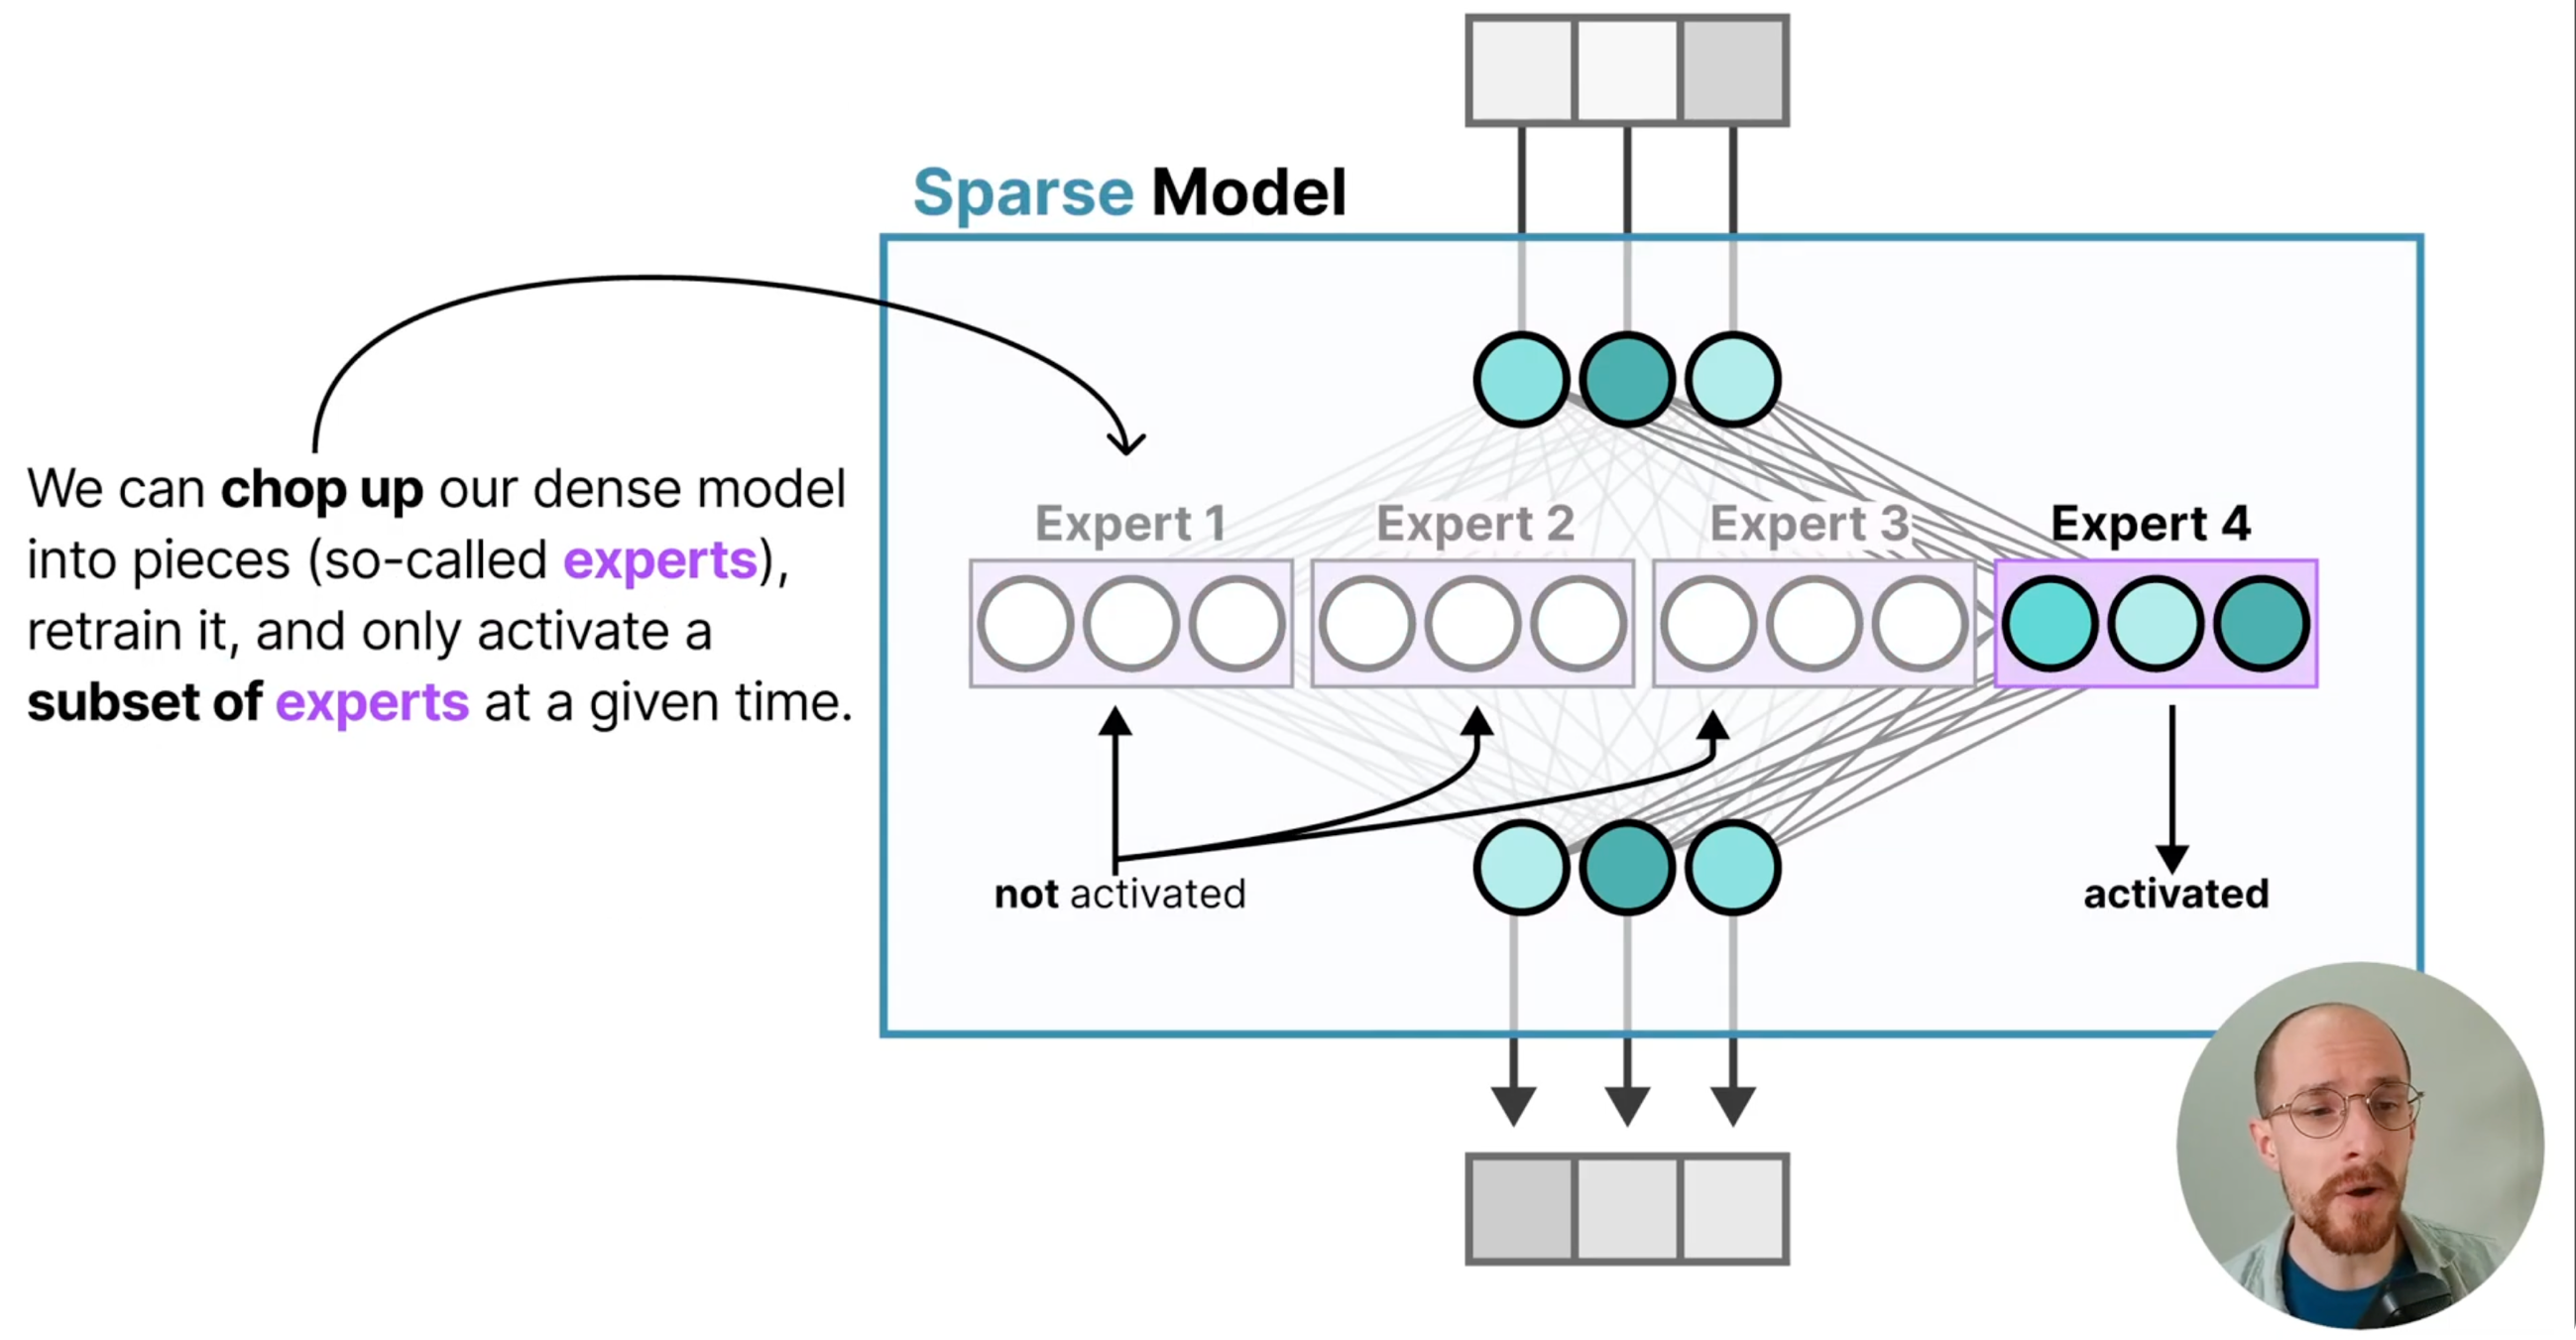 Sparse Model
We can chop up our dense model
into pieces (so-called experts),
retrain it, and only activate a
subset of experts at a given time.
Expert 1
Expert 2
Expert 3
Expert 4
not activated
activated